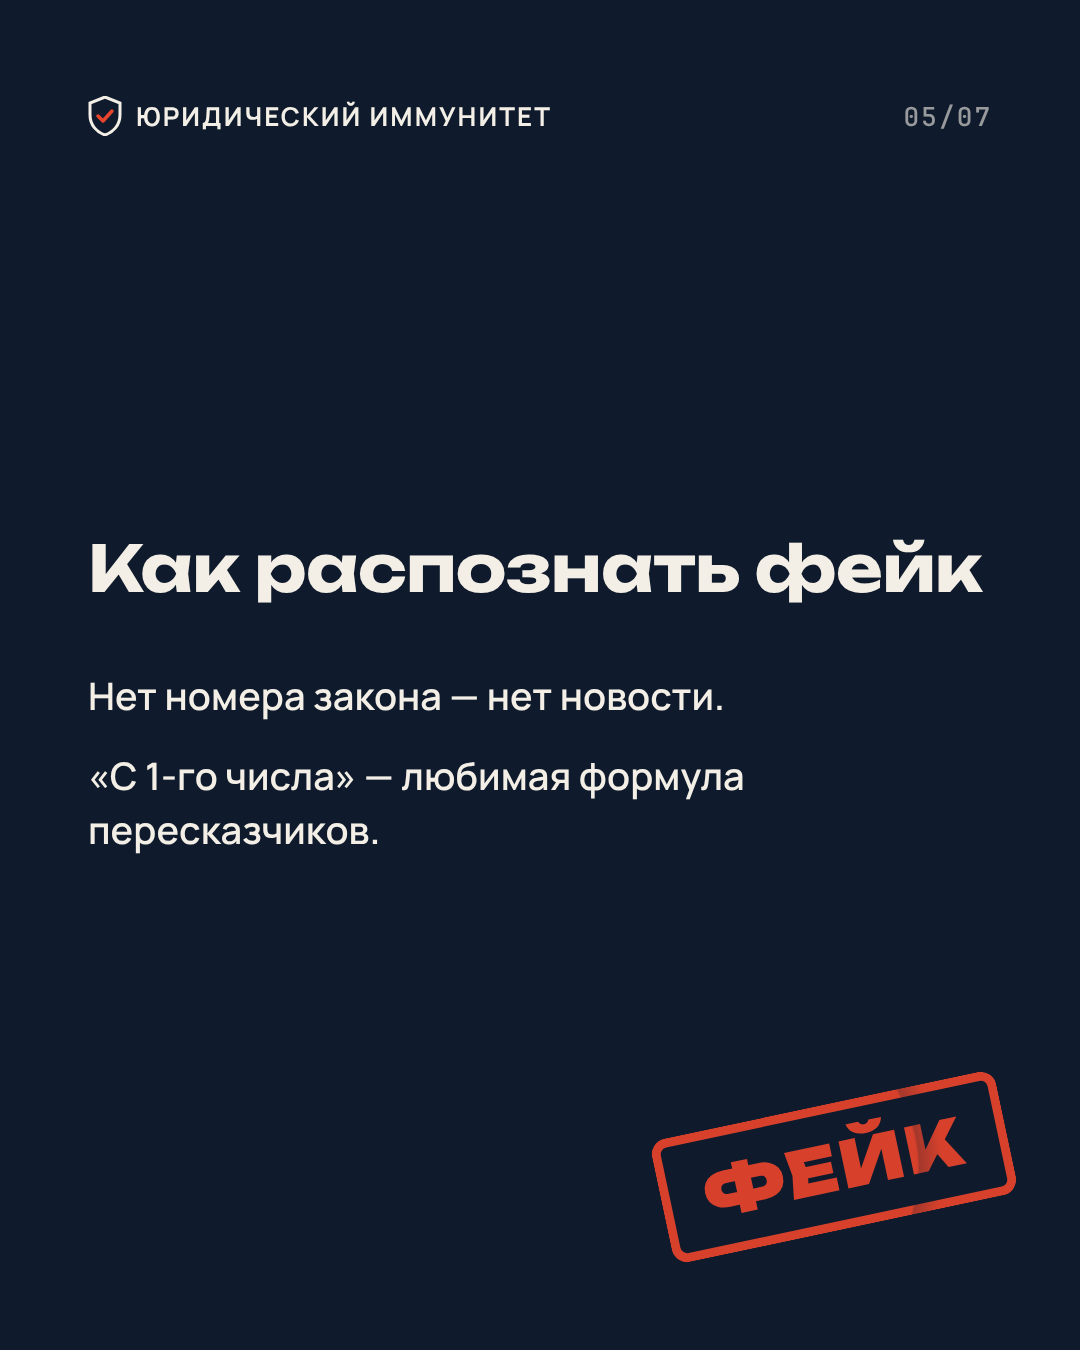 ЮРИДИЧЕСКИЙ ИММУНИТЕТ
05/07
Как распознать фейк
Нет номера закона — нет новости.
«С 1-го числа» — любимая формула
пересказчиков.
ФЕЙК